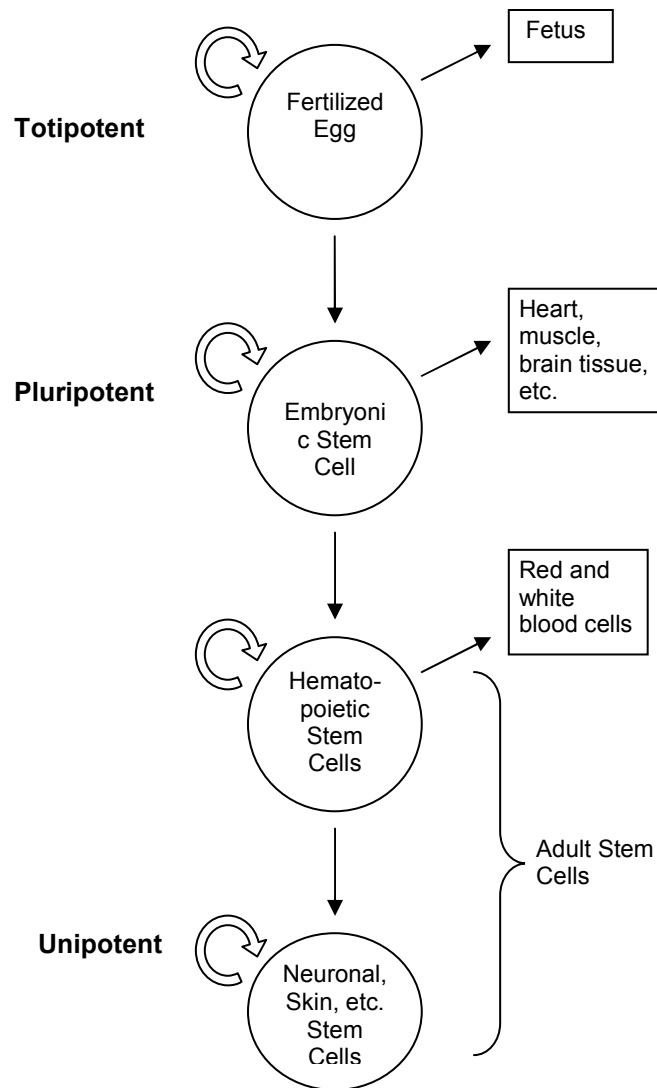 Fetus
Fertilized
Egg
Totipotent
Heart,
muscle,
brain tissue,
etc.
Pluripotent
Embryoni
c Stem
Cell
Red and
white
blood cells
Hemato-
poietic
Stem
Cells
Adult Stem
Cells
Unipotent
Neuronal,
Skin, etc.
Stem
Cells